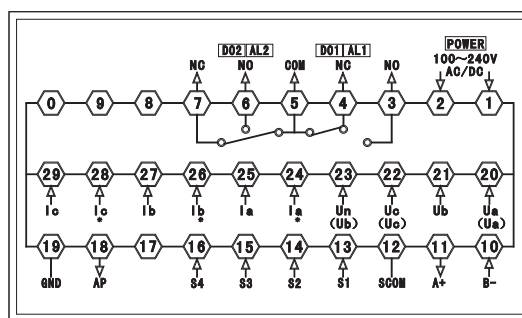 DO2 AL2 DO1 AL1 POWER
100~240V
NC NO COM NC NO AC/DC
0 9 8 7 6 5 4 3 2 1
29 28 27 26 25 24 23 22 21 20
Ic Ic* Ib Ib* Ia Ia* Un Uc Ub Ua
(Ub) (Uc) (Ua)
19 18 17 16 15 14 13 12 11 10
GND AP S4 S3 S2 S1 SCOM A+ B-